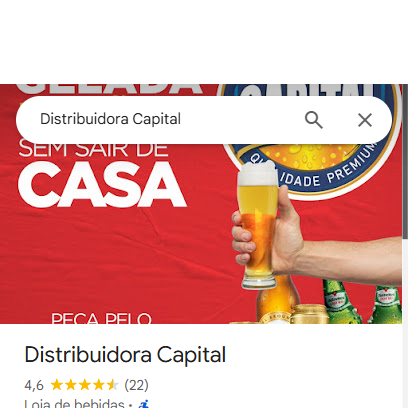 GELADA
CAPITAL
Distribuidora Capital
SEM SAIR DE
CASA
QUALIDADE PREMIUM
PEÇA PELO
Distribuidora Capital
4,6 ★★★★★ (22)
Loja de bebidas ·